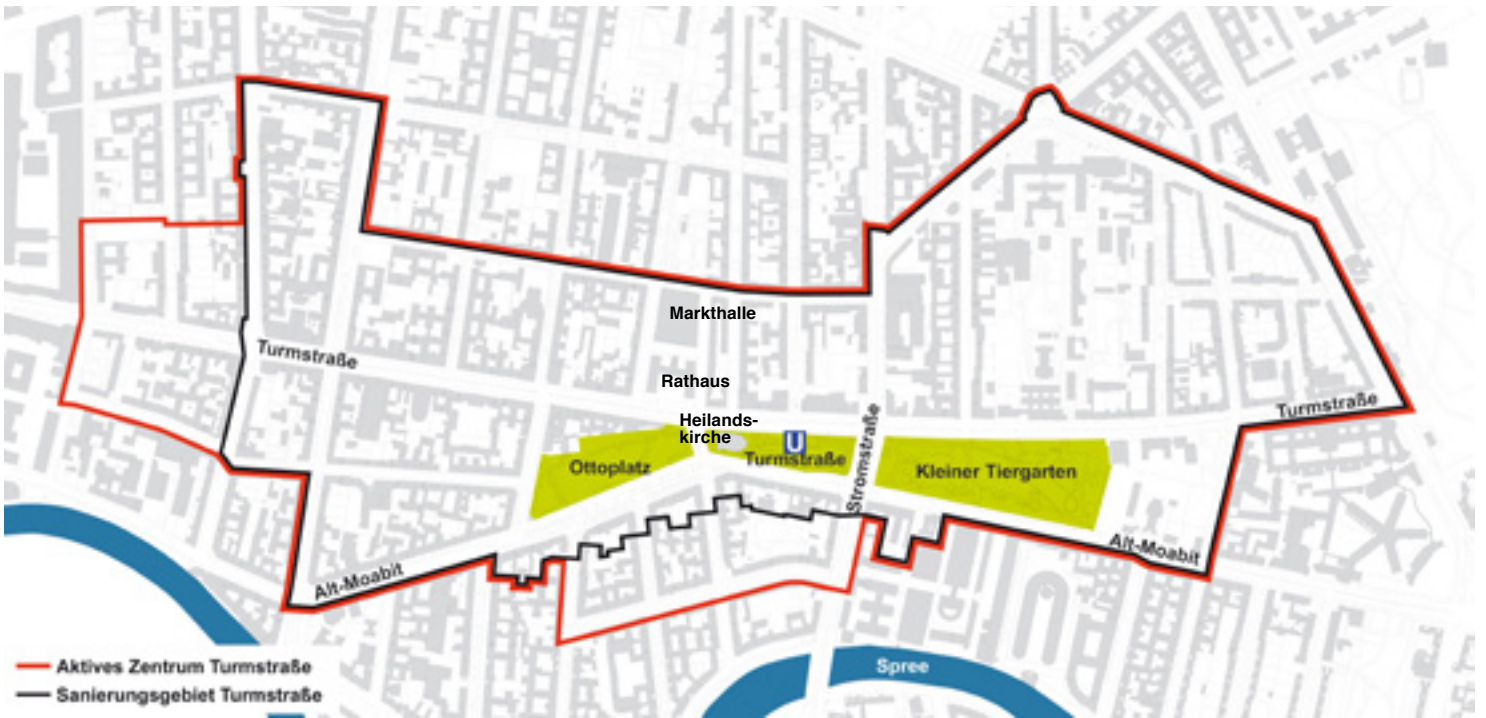 Markthalle
Turmstraße
Rathaus
Turmstraße
Heilands-
kirche
U
Stromstraße
Turmstraße
Ottoplatz
Kleiner Tiergarten
Alt-Moabit
Alt-Moabit
Spree
Aktives Zentrum Turmstraße
Sanierungsgebiet Turmstraße